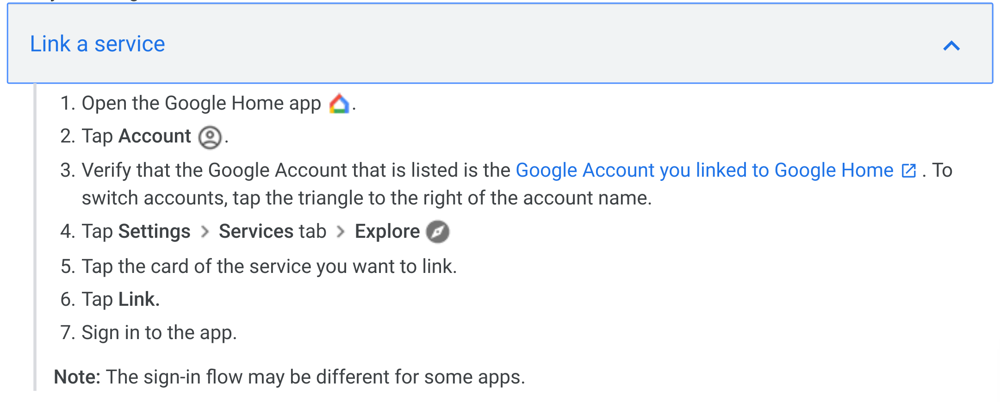 Link a service
1. Open the Google Home app .
2. Tap Account .
3. Verify that the Google Account that is listed is the Google Account you linked to Google Home . To
switch accounts, tap the triangle to the right of the account name.
4. Tap Settings > Services tab > Explore
5. Tap the card of the service you want to link.
6. Tap Link.
7. Sign in to the app.
Note: The sign-in flow may be different for some apps.